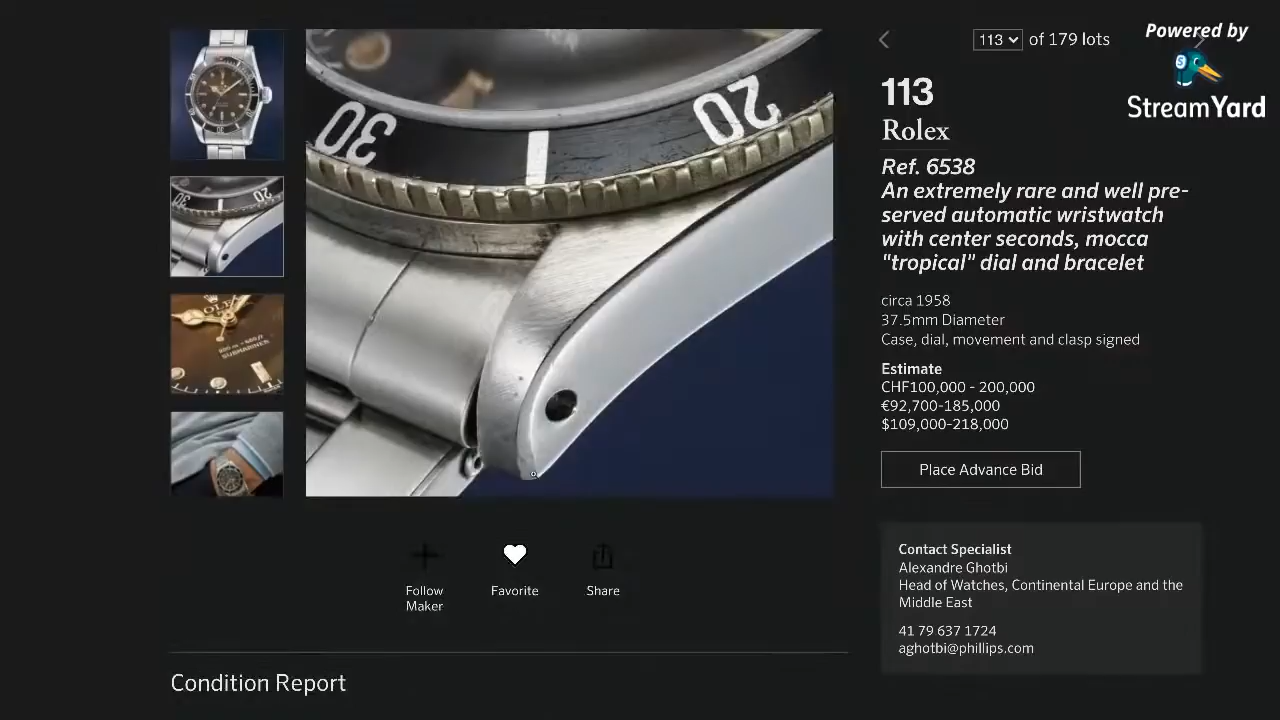 113 of 179 lots
Powered by
StreamYard
113
Rolex
Ref. 6538
An extremely rare and well pre-
served automatic wristwatch
with center seconds, mocca
"tropical" dial and bracelet
circa 1958
37.5mm Diameter
Case, dial, movement and clasp signed
Estimate
CHF100,000 - 200,000
€92,700-185,000
$109,000-218,000
Place Advance Bid
Contact Specialist
Alexandre Ghotbi
Head of Watches, Continental Europe and the
Middle East
41 79 637 1724
aghotbi@phillips.com
30
20
20
SUBMARINER
Follow
Maker
Favorite
Share
Condition Report